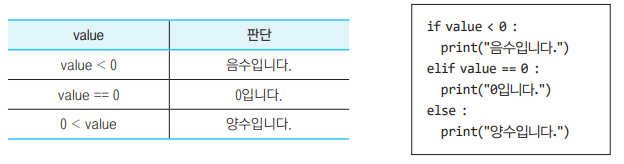 value 판단
value < 0 음수입니다.
value == 0 0입니다.
0 < value 양수입니다.
if value < 0 :
  print("음수입니다.")
elif value == 0 :
  print("0입니다.")
else :
  print("양수입니다.")